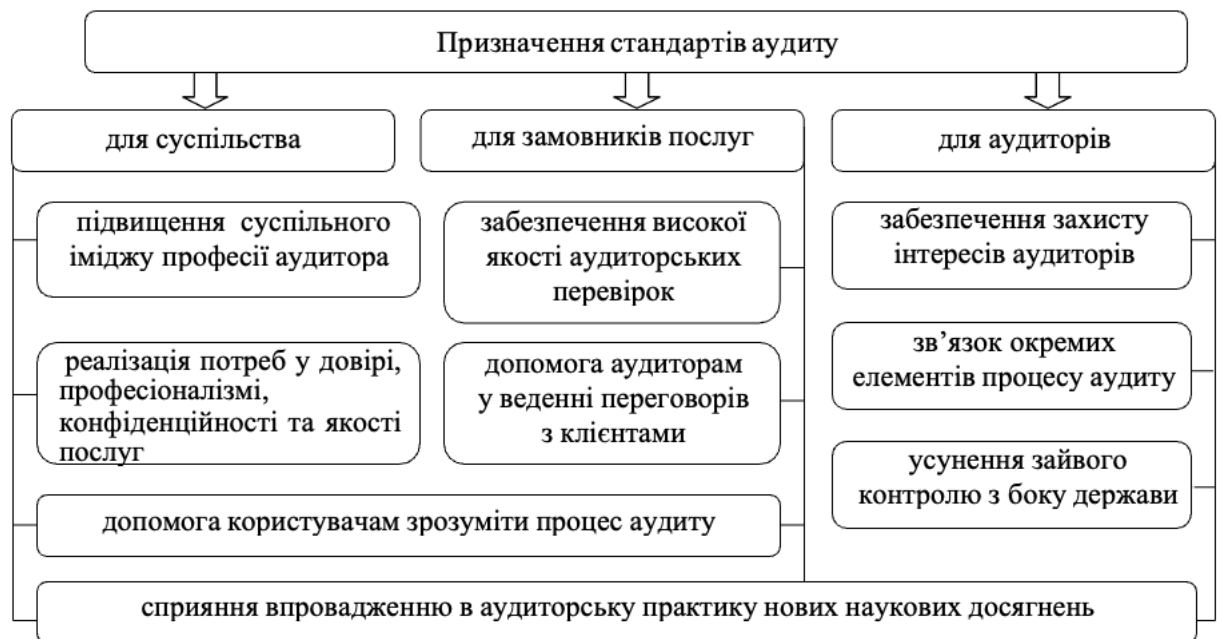 Призначення стандартів аудиту
для суспільства
підвищення суспільного
іміджу професії аудитора
реалізація потреб у довірі,
професіоналізмі,
конфіденційності та якості
послуг
для замовників послуг
забезпечення високої
якості аудиторських
перевірок
допомога аудиторам
у веденні переговорів
з клієнтами
для аудиторів
забезпечення захисту
інтересів аудиторів
зв’язок окремих
елементів процесу аудиту
усунення зайвого
контролю з боку держави
допомога користувачам зрозуміти процес аудиту
сприяння впровадженню в аудиторську практику нових наукових досягнень